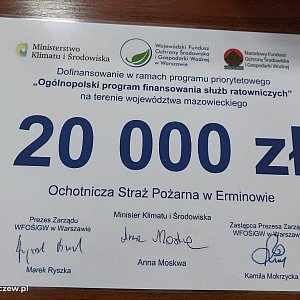 Ministerstwo
Klimatu i Środowiska
Wojewódzki Fundusz
Ochrony Środowiska
i Gospodarki Wodnej
w Warszawie
Narodowy Fundusz
Ochrony Środowiska
i Gospodarki Wodnej
Dofinansowanie w ramach programu priorytetowego
„Ogólnopolski program finansowania służb ratowniczych”
na terenie województwa mazowieckiego
20 000 zł
Ochotnicza Straż Pożarna w Erminowie
Prezes Zarządu
WFOŚiGW w Warszawie
Minister Klimatu i Środowiska
Zastępca Prezesa Zarządu
WFOŚiGW w Warszawie
Marek Ryszka
Anna Moskwa
Kamila Mokrzycka
czew.pl